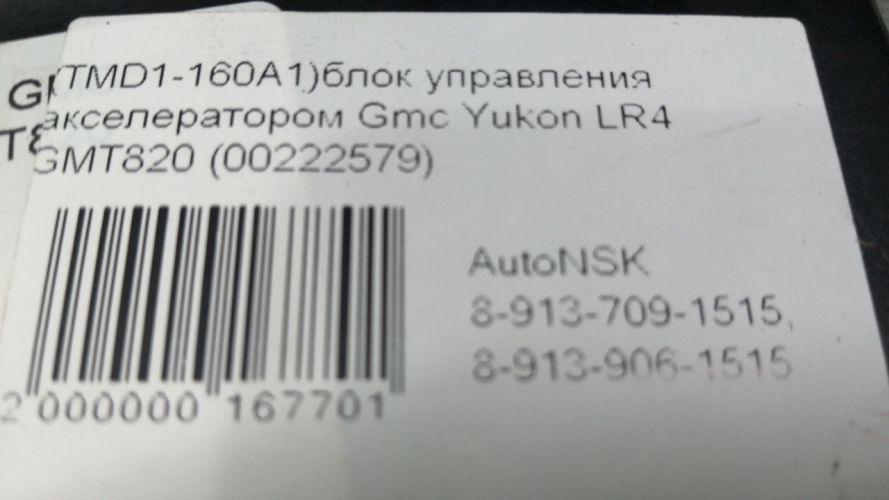 (TMD1-160A1)блок управления
акселератором Gmc Yukon LR4
GMT820 (00222579)
AutoNSK
8-913-709-1515,
8-913-906-1515
2 000000 167701